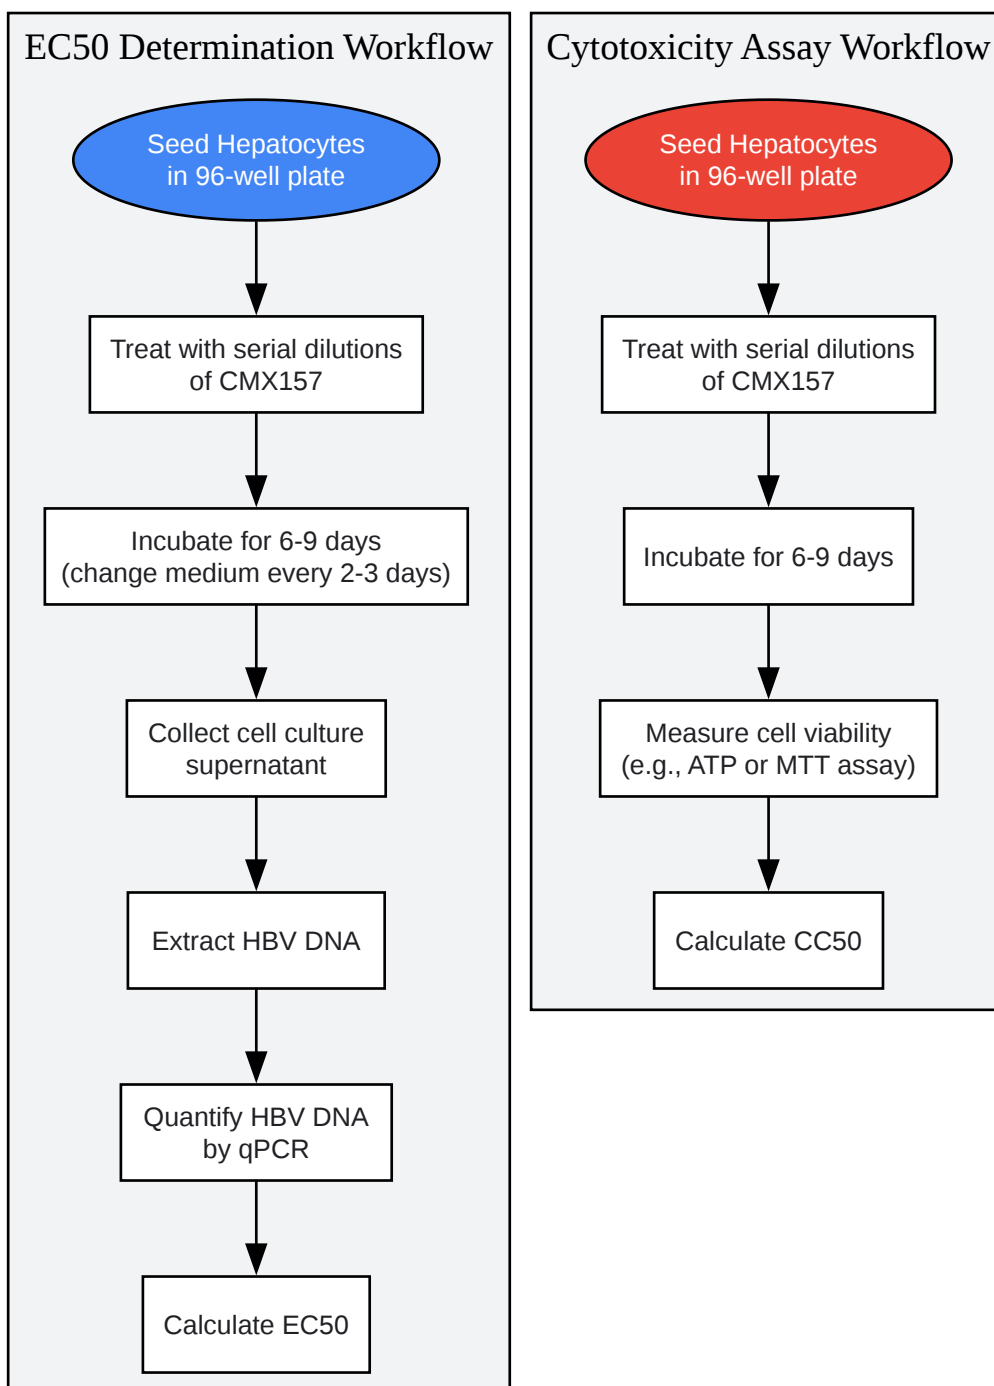 EC50 Determination Workflow
Seed Hepatocytes
in 96-well plate
Treat with serial dilutions
of CMX157
Incubate for 6-9 days
(change medium every 2-3 days)
Collect cell culture
supernatant
Extract HBV DNA
Quantify HBV DNA
by qPCR
Calculate EC50
Cytotoxicity Assay Workflow
Seed Hepatocytes
in 96-well plate
Treat with serial dilutions
of CMX157
Incubate for 6-9 days
Measure cell viability
(e.g., ATP or MTT assay)
Calculate CC50